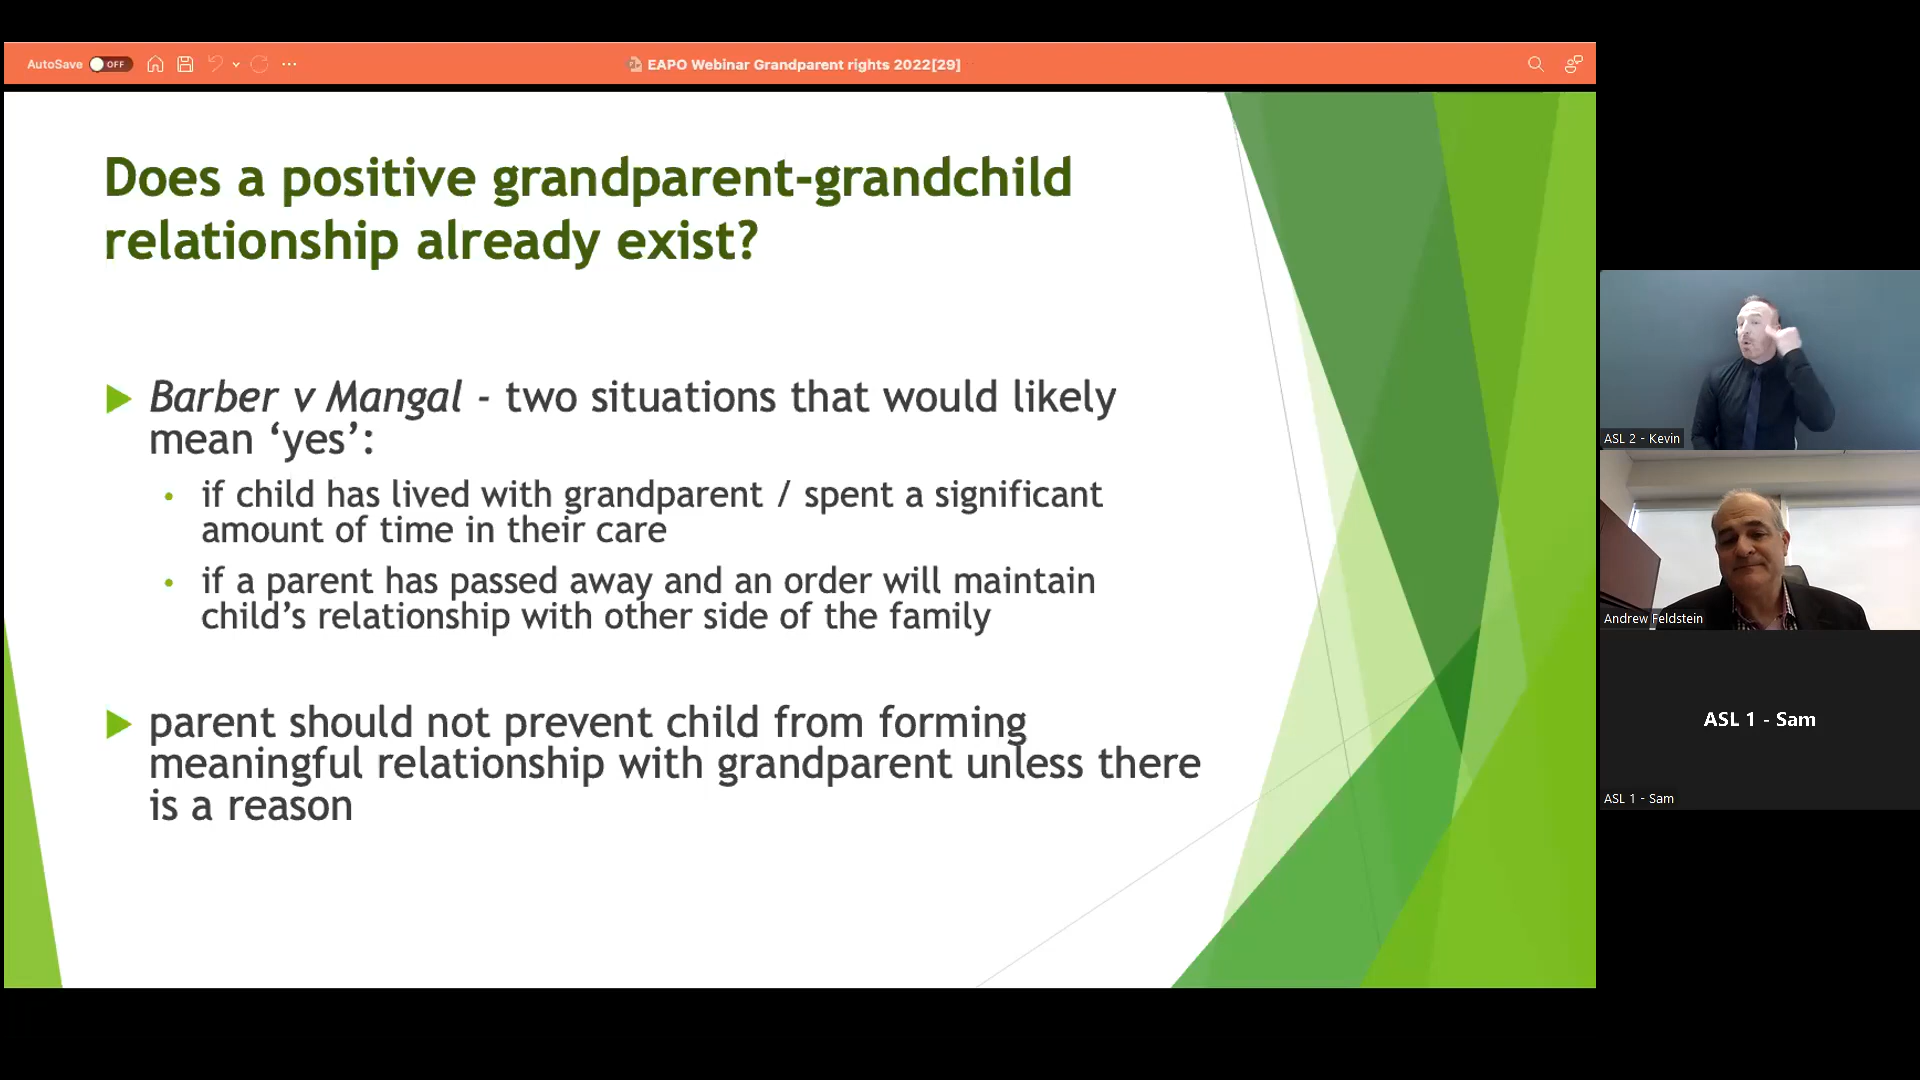 AutoSave OFF
EAPO Webinar Grandparent rights 2022[29]
Does a positive grandparent-grandchild
relationship already exist?
Barber v Mangal - two situations that would likely
mean ‘yes’:
if child has lived with grandparent / spent a significant
amount of time in their care
if a parent has passed away and an order will maintain
child’s relationship with other side of the family
parent should not prevent child from forming
meaningful relationship with grandparent unless there
is a reason
ASL 2 - Kevin
Andrew Feldstein
ASL 1 - Sam
ASL 1 - Sam